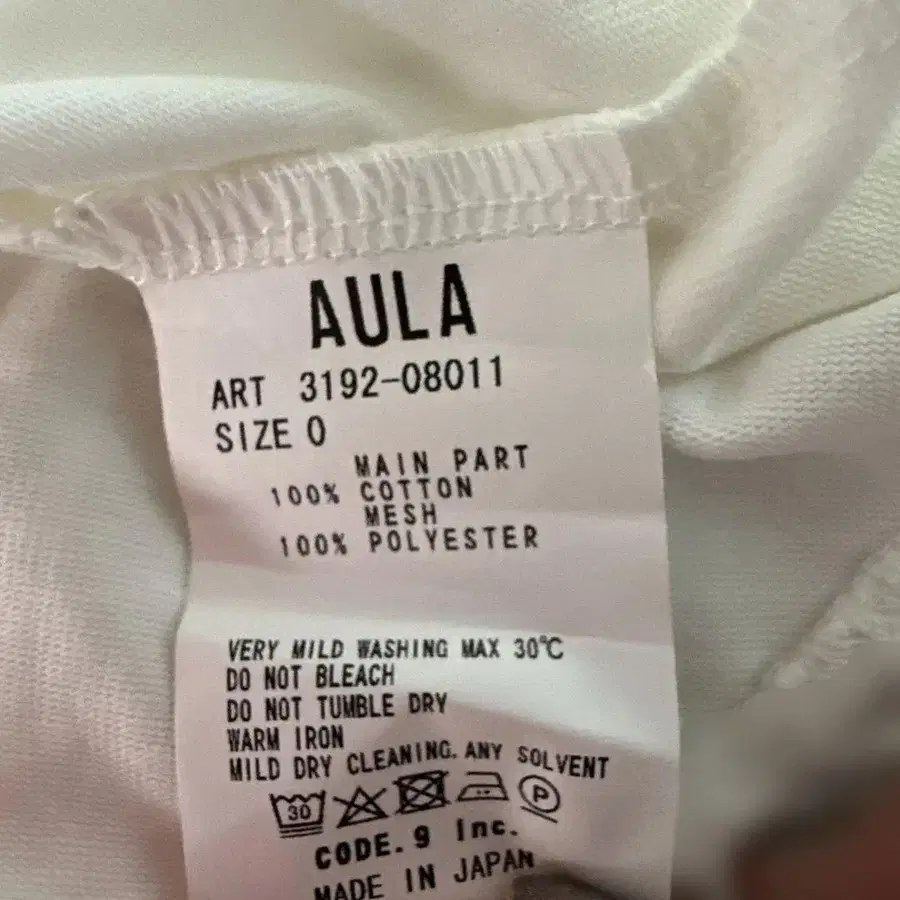 AULA
ART 3192-08011
SIZE 0
MAIN PART
100% COTTON
MESH
100% POLYESTER
VERY MILD WASHING MAX 30℃
DO NOT BLEACH
DO NOT TUMBLE DRY
WARM IRON
MILD DRY CLEANING. ANY SOLVENT
30 P
CODE.9 Inc.
MADE IN JAPAN